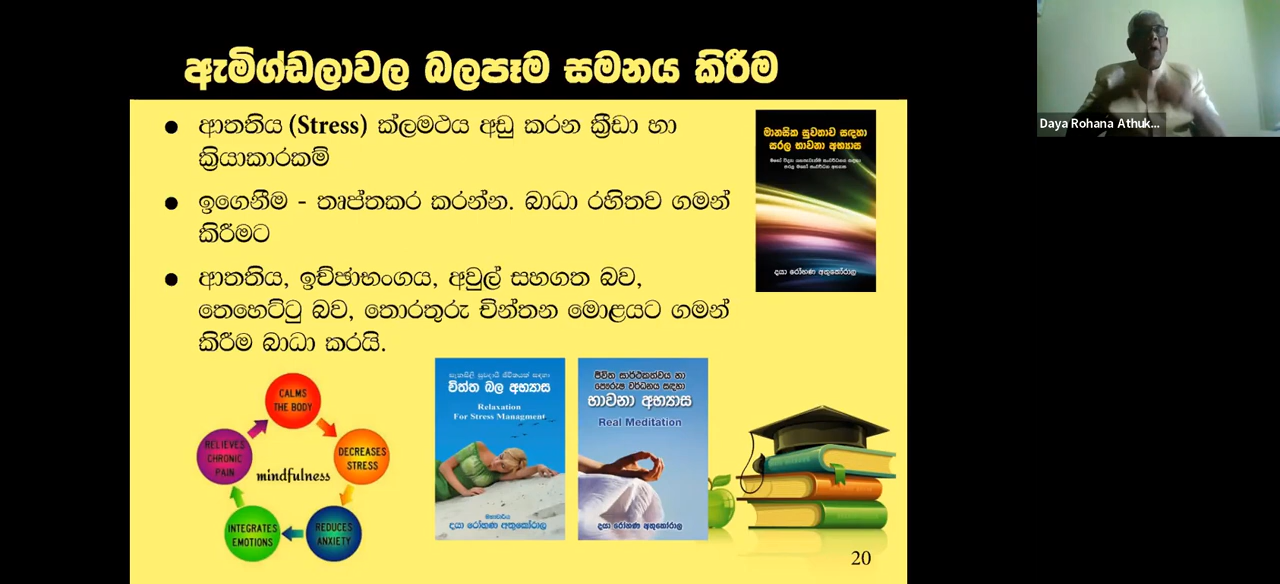 ඇමිග්ඩලාවල බලපෑම සමනය කිරීම
Daya Rohana Athuk...
● ආතතිය (Stress) ක්ලමථය අඩු කරන ක්‍රීඩා හා
ක්‍රියාකාරකම්
● ඉගෙනීම - තෘප්තකර කරන්න. බාධා රහිතව ගමන්
කිරීමට
● ආතතිය, ඉච්ඡාභංගය, අවුල් සහගත බව,
තෙහෙට්ටු බව, තොරතුරු චින්තන මොළයට ගමන්
කිරීම බාධා කරයි.
මානසික සුවතාව සඳහා
සරල භාවනා අභ්‍යාස
දයා රෝහණ අතුකෝරාල
CALMS
THE BODY
DECREASES
STRESS
REDUCES
ANXIETY
INTEGRATES
EMOTIONS
RELIEVES
CHRONIC
PAIN
mindfulness
චිත්ත බල අභ්‍යාස
Relaxation
For Stress Managment
දයා රෝහණ අතුකෝරාල
ජීවිත සාර්ථකත්වය හා
පෞරුෂ වර්ධනය සඳහා
භාවනා අභ්‍යාස
Real Meditation
දයා රෝහණ අතුකෝරාල
20